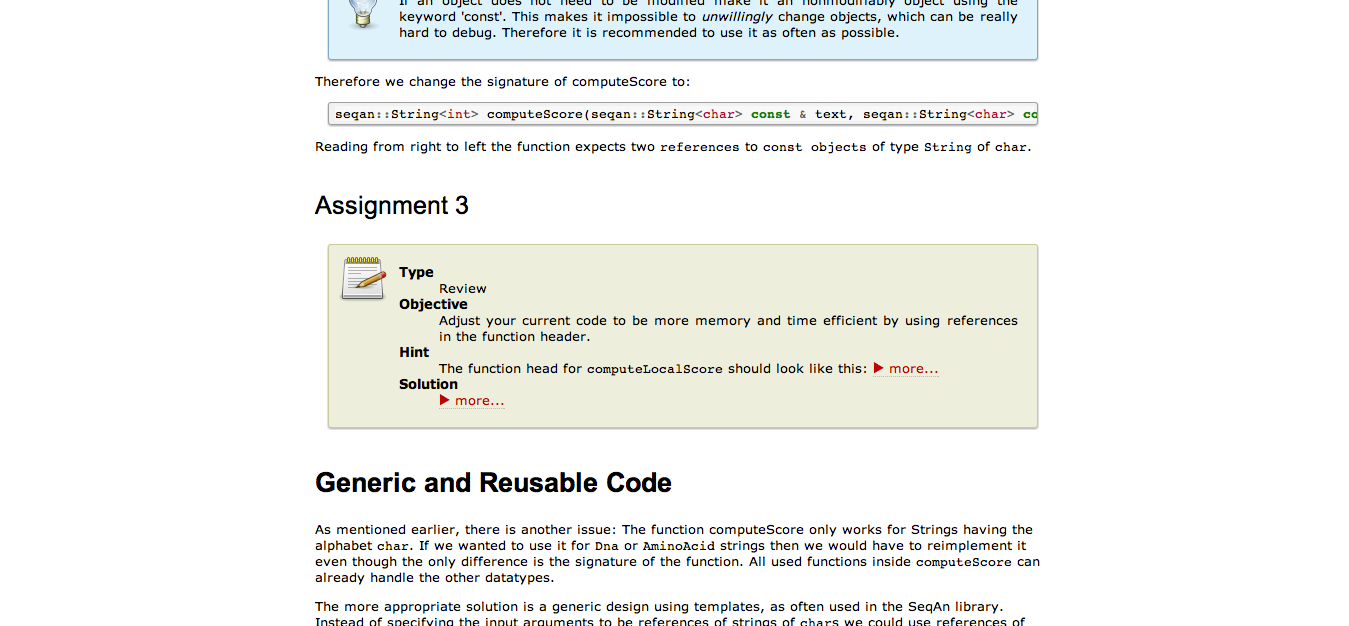 If an object does not need to be modified make it an nonmodifiably object using the
keyword 'const'. This makes it impossible to unwillingly change objects, which can be really
hard to debug. Therefore it is recommended to use it as often as possible.
Therefore we change the signature of computeScore to:
seqan::String<int> computeScore(seqan::String<char> const & text, seqan::String<char> co
Reading from right to left the function expects two references to const objects of type String of char.
Assignment 3
Type
Review
Objective
Adjust your current code to be more memory and time efficient by using references
in the function header.
Hint
The function head for computeLocalScore should look like this: ▶ more...
Solution
▶ more...
Generic and Reusable Code
As mentioned earlier, there is another issue: The function computeScore only works for Strings having the
alphabet char. If we wanted to use it for Dna or AminoAcid strings then we would have to reimplement it
even though the only difference is the signature of the function. All used functions inside computeScore can
already handle the other datatypes.
The more appropriate solution is a generic design using templates, as often used in the SeqAn library.
Instead of specifying the input arguments to be references of strings of chars we could use references of